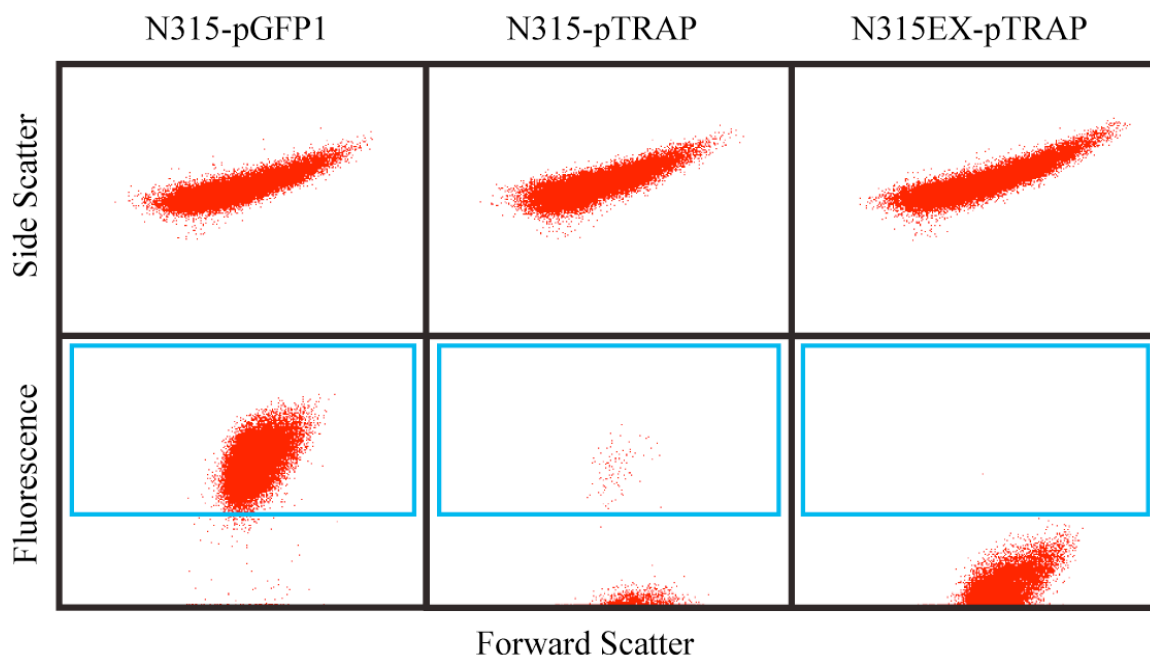 N315-pGFP1 N315-pTRAP N315EX-pTRAP
Side Scatter
Fluorescence
Forward Scatter